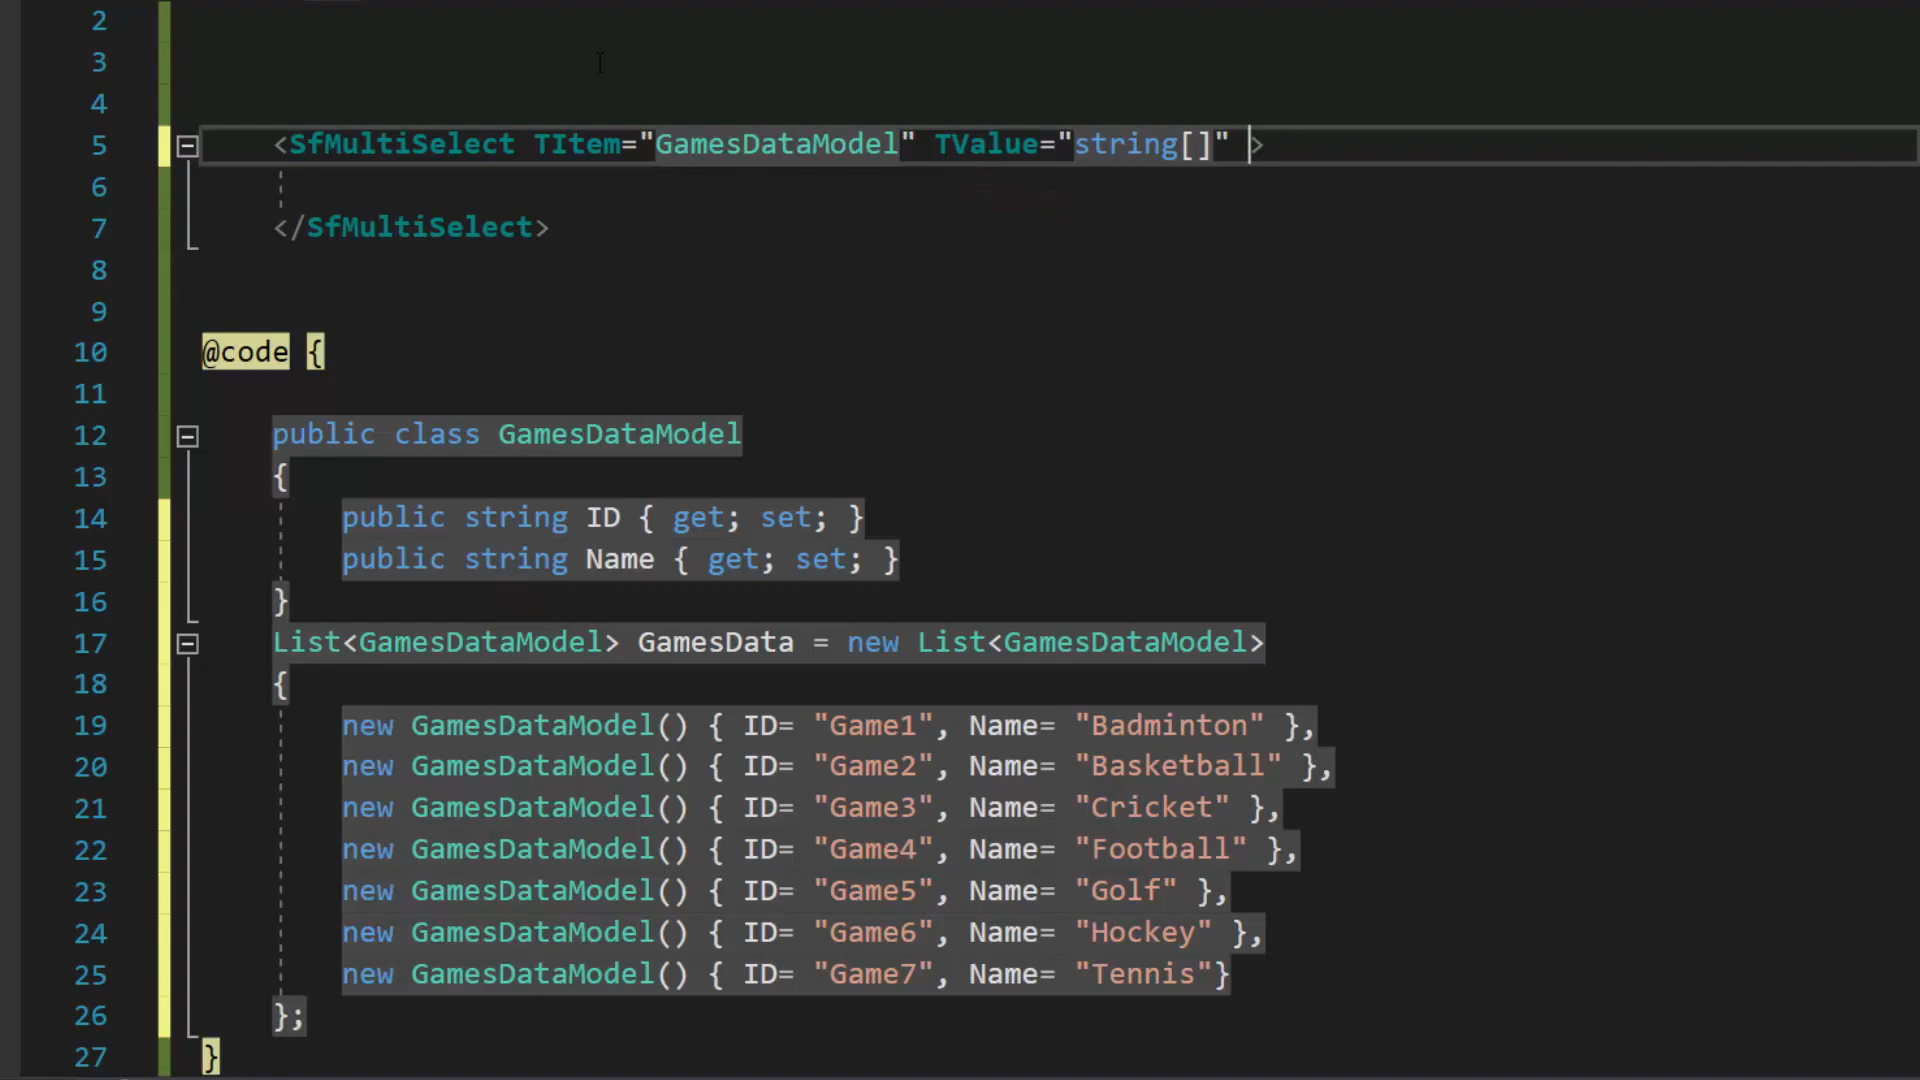 2
3
4
5 <SfMultiSelect TItem="GamesDataModel" TValue="string[]" >
6
7 </SfMultiSelect>
8
9
10 @code {
11
12 public class GamesDataModel
13 {
14 public string ID { get; set; }
15 public string Name { get; set; }
16 }
17 List<GamesDataModel> GamesData = new List<GamesDataModel>
18 {
19 new GamesDataModel() { ID= "Game1", Name= "Badminton" },
20 new GamesDataModel() { ID= "Game2", Name= "Basketball" },
21 new GamesDataModel() { ID= "Game3", Name= "Cricket" },
22 new GamesDataModel() { ID= "Game4", Name= "Football" },
23 new GamesDataModel() { ID= "Game5", Name= "Golf" },
24 new GamesDataModel() { ID= "Game6", Name= "Hockey" },
25 new GamesDataModel() { ID= "Game7", Name= "Tennis"}
26 };
27 }